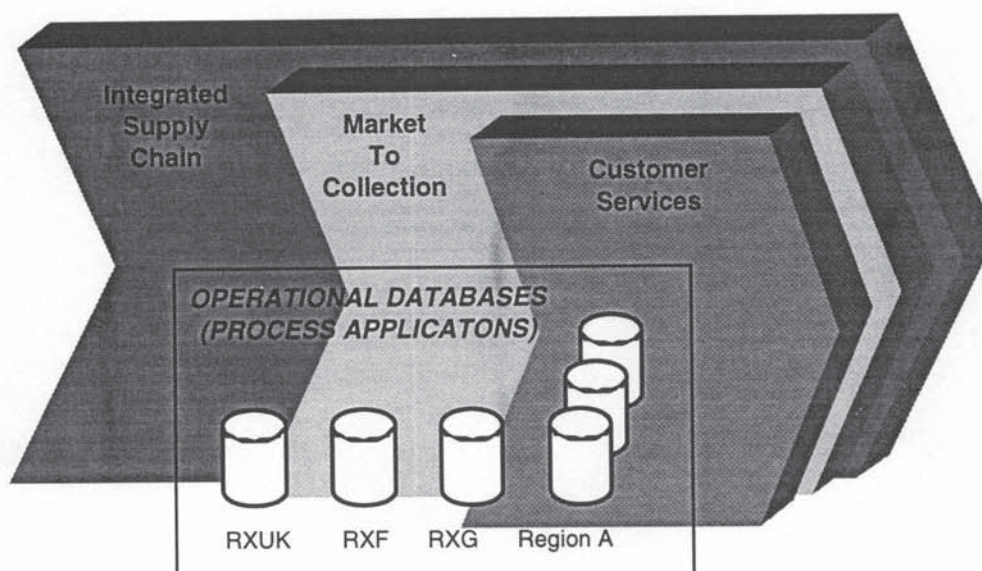 Integrated
Supply
Chain
Market
To
Collection
Customer
Services
OPERATIONAL DATABASES
(PROCESS APPLICATONS)
RXUK
RXF
RXG
Region A